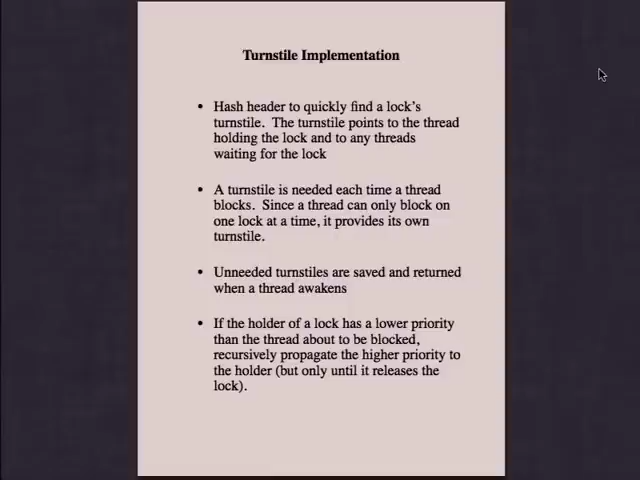 Turnstile Implementation
• Hash header to quickly find a lock's
turnstile. The turnstile points to the thread
holding the lock and to any threads
waiting for the lock
• A turnstile is needed each time a thread
blocks. Since a thread can only block on
one lock at a time, it provides its own
turnstile.
• Unneeded turnstiles are saved and returned
when a thread awakens
• If the holder of a lock has a lower priority
than the thread about to be blocked,
recursively propagate the higher priority to
the holder (but only until it releases the
lock).